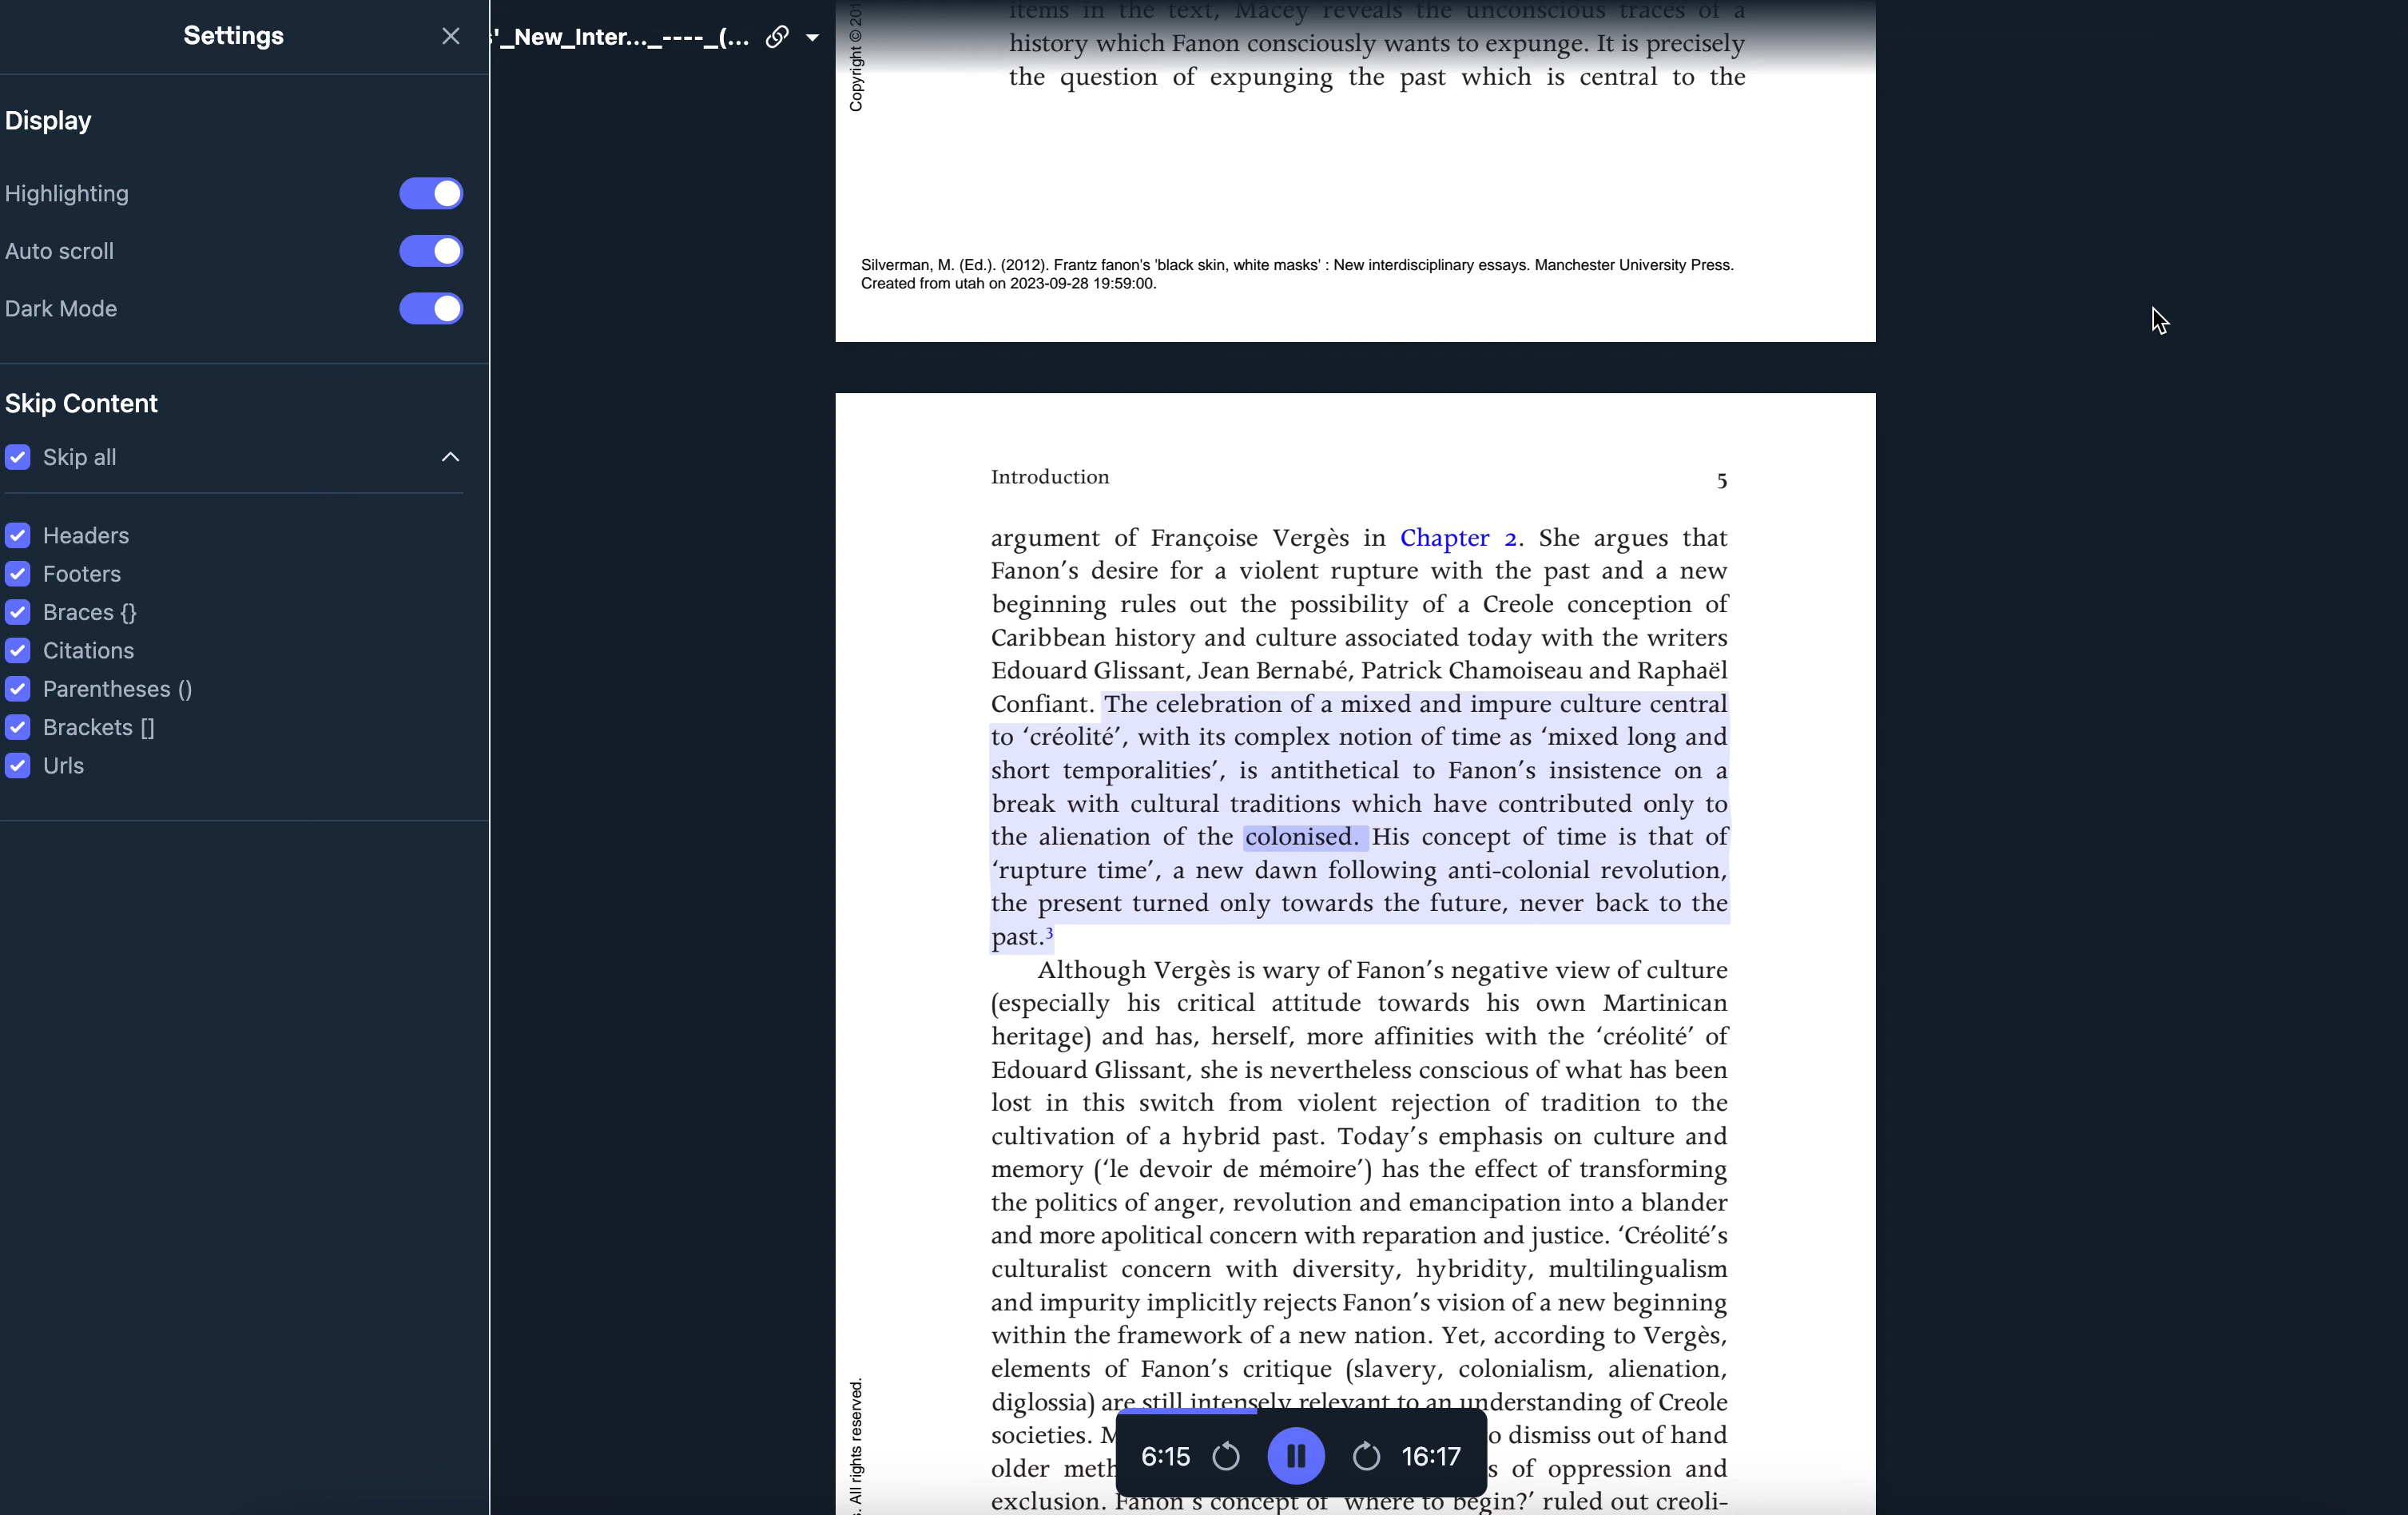 Settings
'_New_Inter..._----_(...
Display
Highlighting
Auto scroll
Dark Mode
Skip Content
Skip all
Headers
Footers
Braces {}
Citations
Parentheses ()
Brackets []
Urls
Copyright © 201
items in the text, Macey reveals the unconscious traces of a
history which Fanon consciously wants to expunge. It is precisely
the question of expunging the past which is central to the
Silverman, M. (Ed.). (2012). Frantz fanon's 'black skin, white masks' : New interdisciplinary essays. Manchester University Press.
Created from utah on 2023-09-28 19:59:00.
Introduction 5
argument of Françoise Vergès in Chapter 2. She argues that
Fanon’s desire for a violent rupture with the past and a new
beginning rules out the possibility of a Creole conception of
Caribbean history and culture associated today with the writers
Edouard Glissant, Jean Bernabé, Patrick Chamoiseau and Raphaël
Confiant. The celebration of a mixed and impure culture central
to ‘créolité’, with its complex notion of time as ‘mixed long and
short temporalities’, is antithetical to Fanon’s insistence on a
break with cultural traditions which have contributed only to
the alienation of the colonised. His concept of time is that of
‘rupture time’, a new dawn following anti-colonial revolution,
the present turned only towards the future, never back to the
past.3
Although Vergès is wary of Fanon’s negative view of culture
(especially his critical attitude towards his own Martinican
heritage) and has, herself, more affinities with the ‘créolité’ of
Edouard Glissant, she is nevertheless conscious of what has been
lost in this switch from violent rejection of tradition to the
cultivation of a hybrid past. Today’s emphasis on culture and
memory (‘le devoir de mémoire’) has the effect of transforming
the politics of anger, revolution and emancipation into a blander
and more apolitical concern with reparation and justice. ‘Créolité’s
culturalist concern with diversity, hybridity, multilingualism
and impurity implicitly rejects Fanon’s vision of a new beginning
within the framework of a new nation. Yet, according to Vergès,
elements of Fanon’s critique (slavery, colonialism, alienation,
diglossia) are still intensely relevant to an understanding of Creole
societies. o dismiss out of hand
older s of oppression and
exclusion. Fanon’s concept of ‘where to begin?’ ruled out creoli-
s. All rights reserved.
6:15 16:17